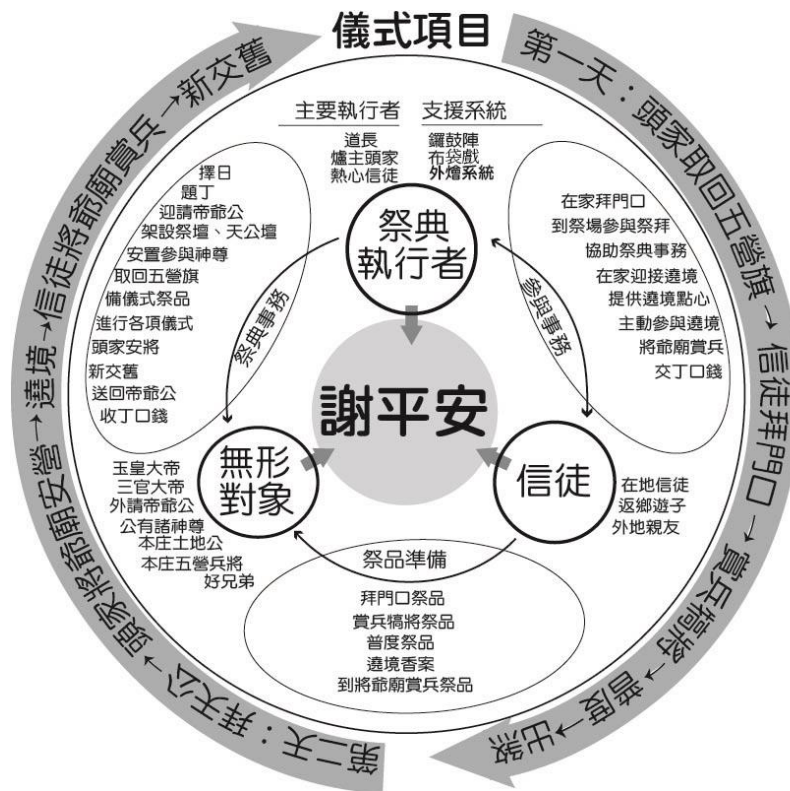 儀式項目
第一天：頭家取回五營旗→信徒拜門口→賞兵犒將→普度→出煞
第二天：拜天公→頭家將爺廟安營→遶境→信徒將爺廟賞兵→新交舊
主要執行者
道長
爐主頭家
熱心信徒
支援系統
鑼鼓陣
布袋戲
外燴系統
祭典
執行者
擇日
題丁
迎請帝爺公
架設祭壇、天公壇
安置參與神尊
取回五營旗
備儀式祭品
進行各項儀式
頭家安將
新交舊
送回帝爺公
收丁口錢
祭典事務
在家拜門口
到祭場參與祭拜
協助祭典事務
在家迎接遶境
提供遶境點心
主動參與遶境
將爺廟賞兵
交丁口錢
參與事務
謝平安
無形
對象
玉皇大帝
三官大帝
外請帝爺公
公有諸神尊
本庄土地公
本庄五營兵將
好兄弟
信徒
在地信徒
返鄉遊子
外地親友
祭品準備
拜門口祭品
賞兵犒將祭品
普度祭品
遶境香案
到將爺廟賞兵祭品